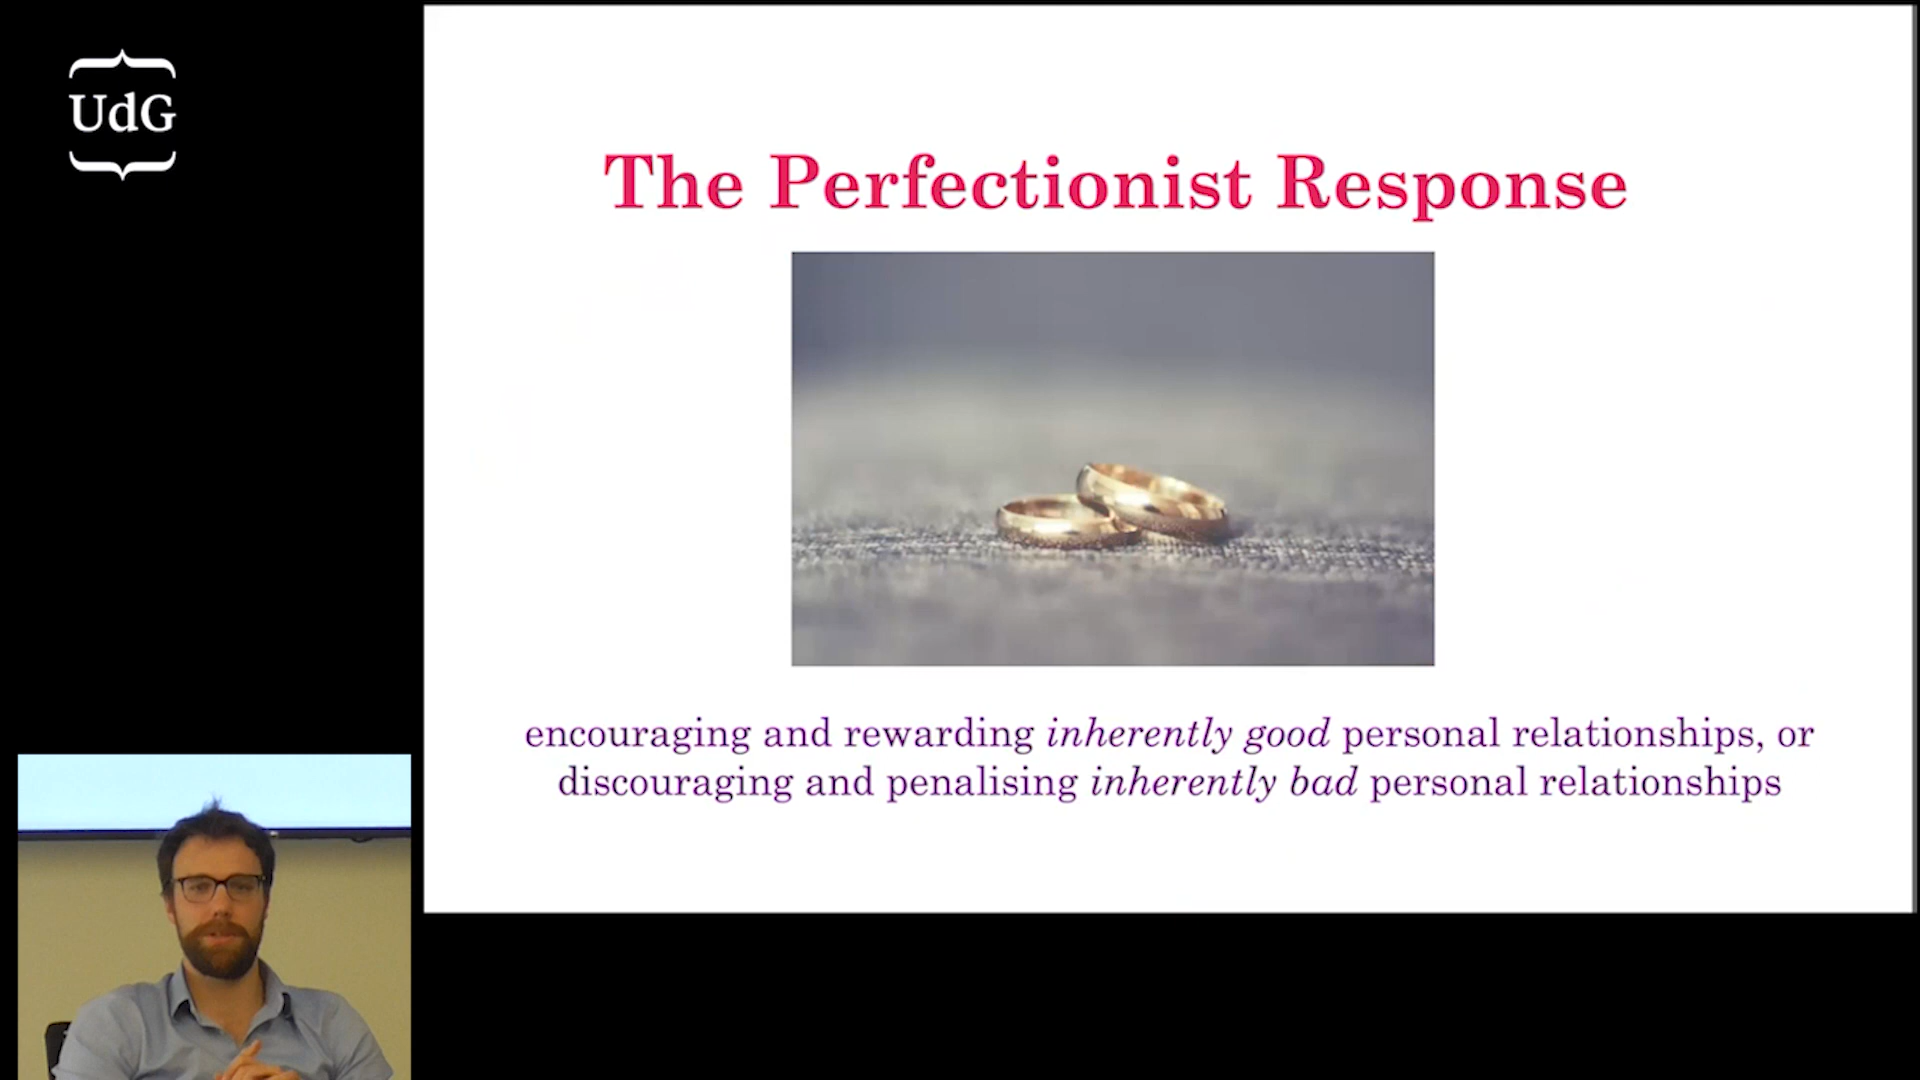 UdG
The Perfectionist Response
encouraging and rewarding inherently good personal relationships, or
discouraging and penalising inherently bad personal relationships